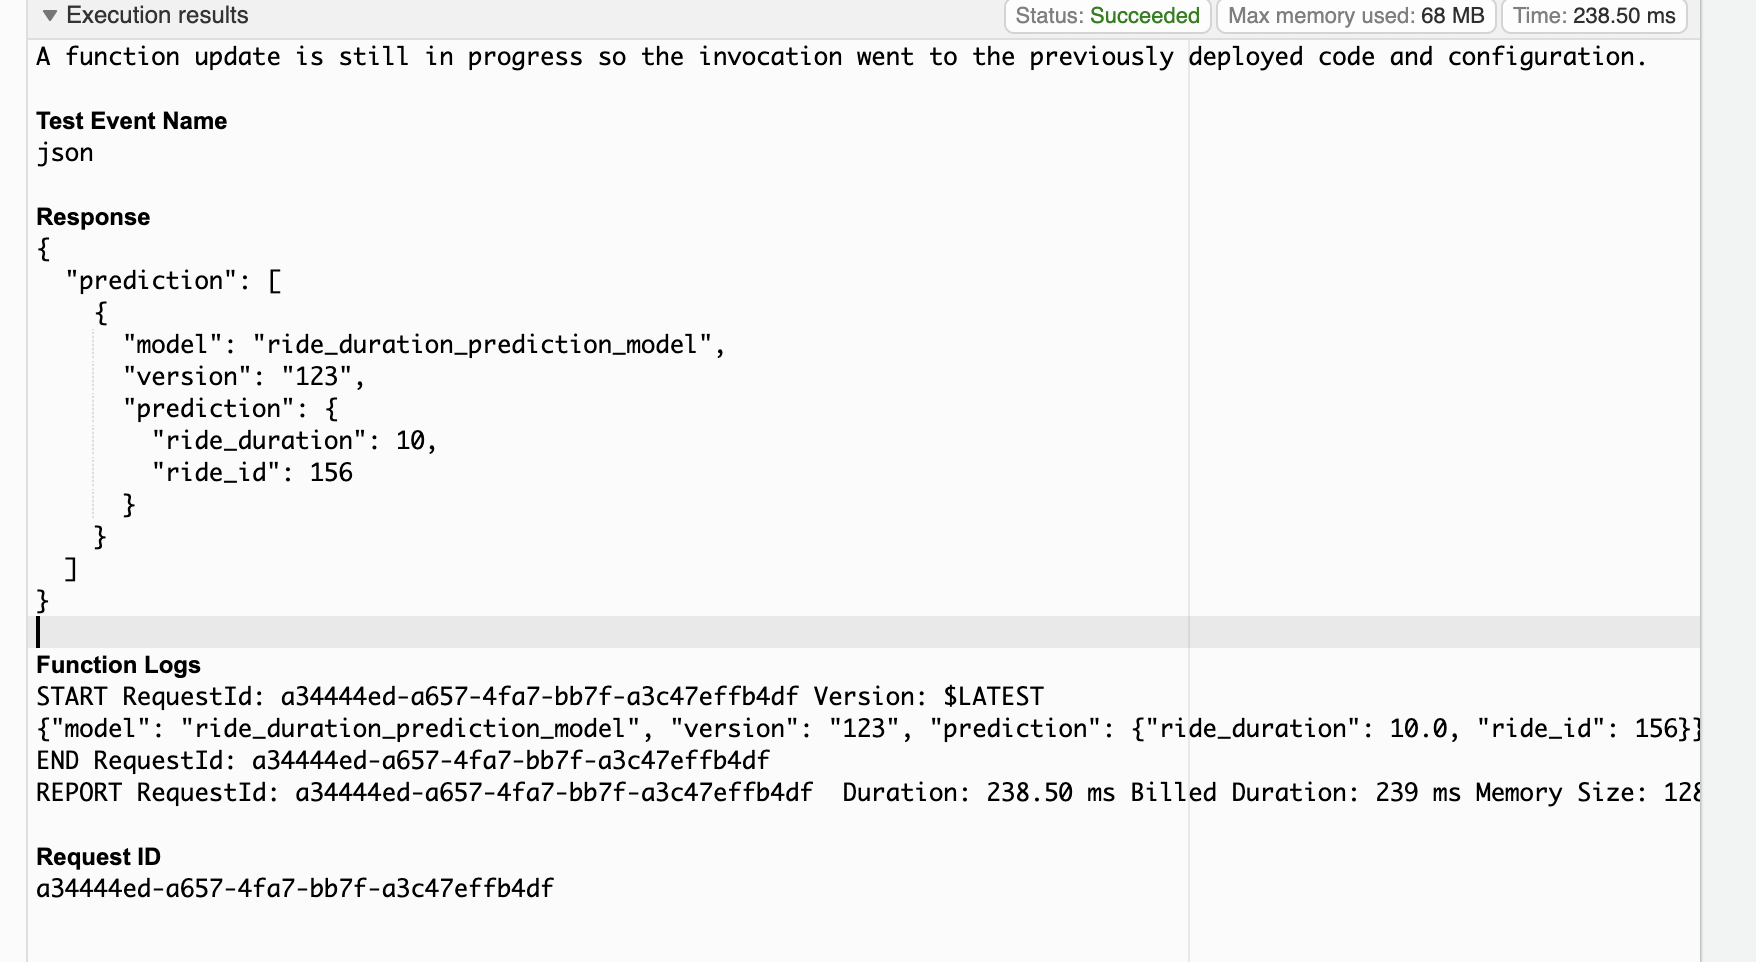 Execution results
Status: Succeeded
Max memory used: 68 MB
Time: 238.50 ms
A function update is still in progress so the invocation went to the previously deployed code and configuration.
Test Event Name
json
Response
{
  "prediction": [
    {
      "model": "ride_duration_prediction_model",
      "version": "123",
      "prediction": {
        "ride_duration": 10,
        "ride_id": 156
      }
    }
  ]
}
Function Logs
START RequestId: a34444ed-a657-4fa7-bb7f-a3c47effb4df Version: $LATEST
{"model": "ride_duration_prediction_model", "version": "123", "prediction": {"ride_duration": 10.0, "ride_id": 156}}
END RequestId: a34444ed-a657-4fa7-bb7f-a3c47effb4df
REPORT RequestId: a34444ed-a657-4fa7-bb7f-a3c47effb4df  Duration: 238.50 ms Billed Duration: 239 ms Memory Size: 128
Request ID
a34444ed-a657-4fa7-bb7f-a3c47effb4df